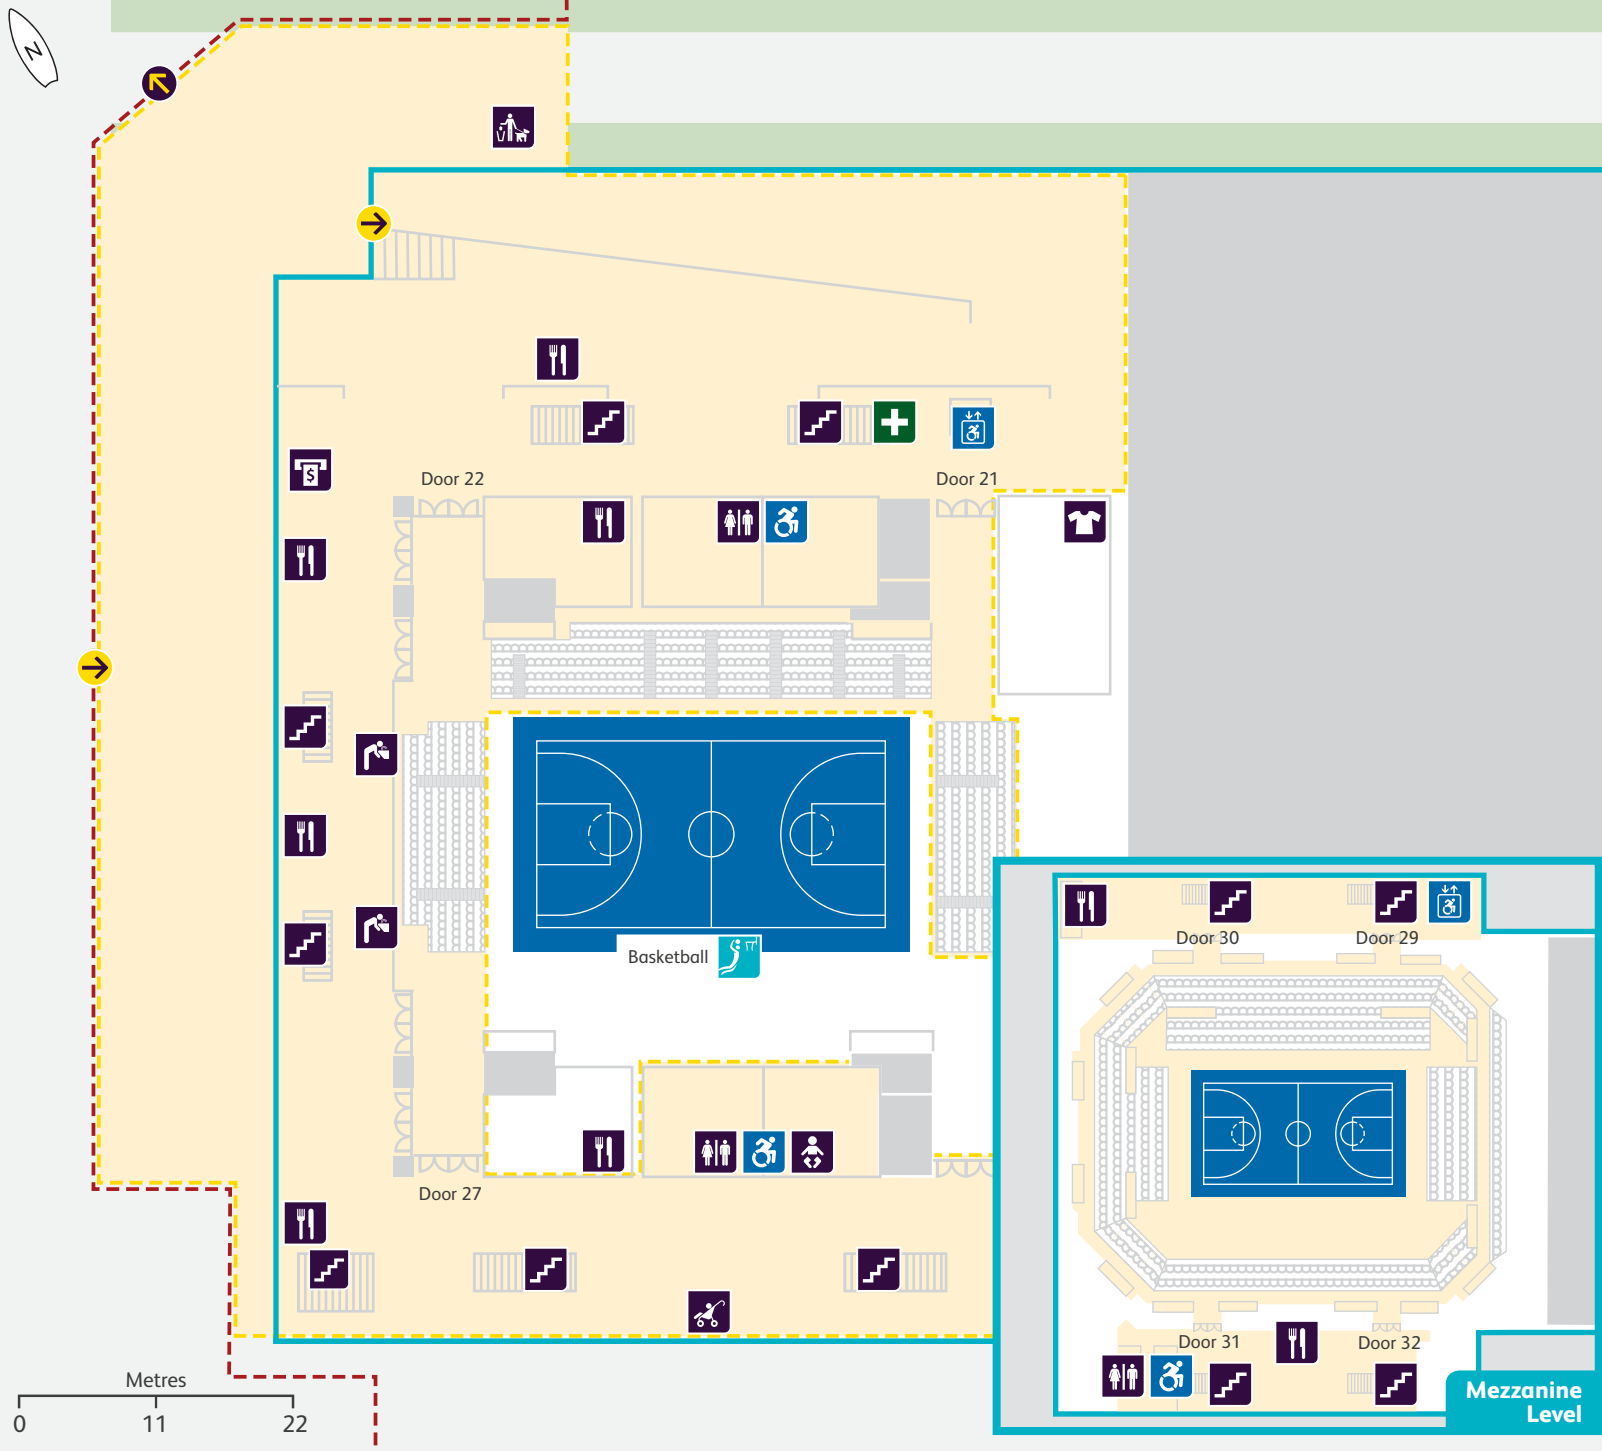 N
$
Door 22
Door 21
Basketball
Door 30
Door 29
Door 27
Door 31
Door 32
Metres
0 11 22
Mezzanine
Level